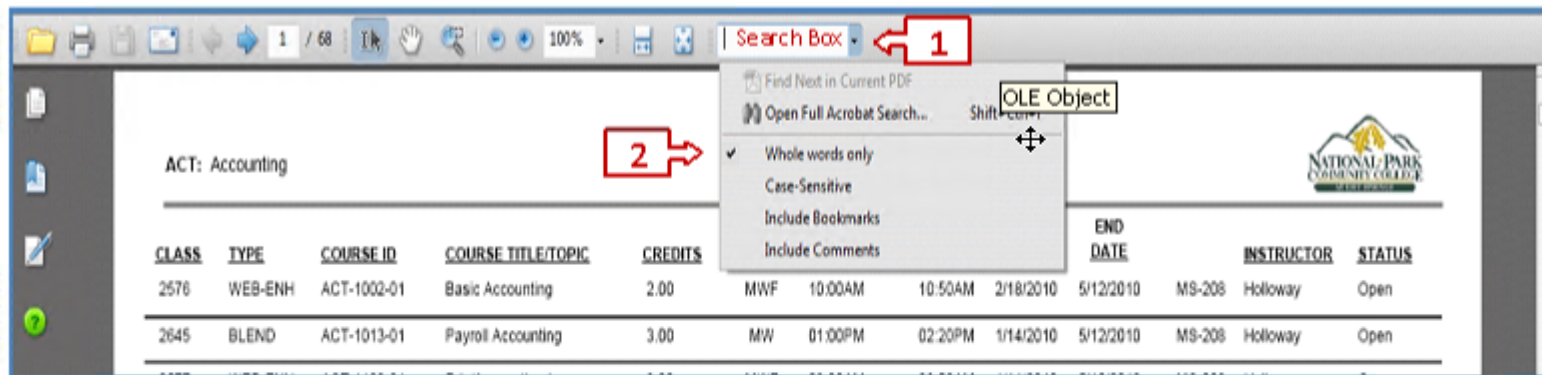 1 / 68 100% Search Box 1
Find Next in Current PDF
OLE Object
Open Full Acrobat Search...
2
Whole words only
ACT: Accounting
NATIONAL PARK
COMMUNITY COLLEGE
Case-Sensitive
Include Bookmarks
Include Comments
CLASS TYPE COURSE ID COURSE TITLE/TOPIC CREDITS END DATE INSTRUCTOR STATUS
2576 WEB-ENH ACT-1002-01 Basic Accounting 2.00 MWF 10:00AM 10:50AM 2/18/2010 5/12/2010 MS-208 Holloway Open
2645 BLEND ACT-1013-01 Payroll Accounting 3.00 MW 01:00PM 02:20PM 1/14/2010 5/12/2010 MS-208 Holloway Open